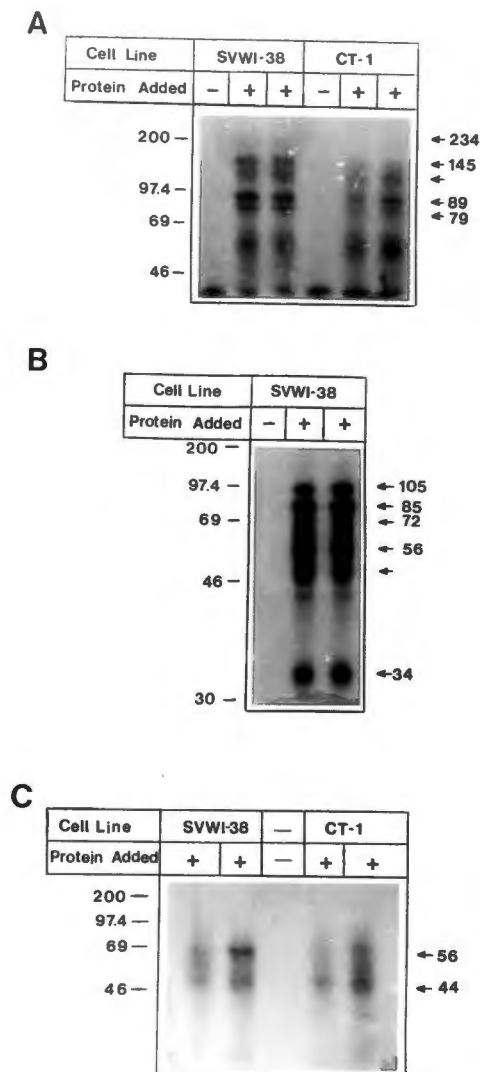 A
Cell Line SVWI-38 CT-1
Protein Added − + + − + +
200 − ← 234
← 145
←
97.4 − ← 89
69 − ← 79
46 −
B
Cell Line SVWI-38
Protein Added − + +
200 −
97.4 − ← 105
← 85
69 − ← 72
← 56
←
46 −
← 34
30 −
C
Cell Line SVWI-38 − CT-1
Protein Added + + − + +
200 −
97.4 −
69 − ← 56
46 − ← 44